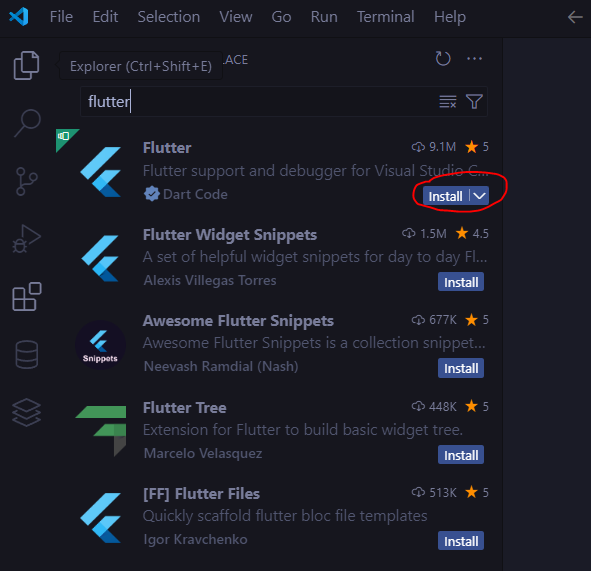 File Edit Selection View Go Run Terminal Help
Explorer (Ctrl+Shift+E)
LACE
flutter
Flutter 9.1M 5
Flutter support and debugger for Visual Studio C...
Dart Code Install
Flutter Widget Snippets 1.5M 4.5
A set of helpful widget snippets for day to day Fl...
Alexis Villegas Torres Install
Snippets
Awesome Flutter Snippets 677K 5
Awesome Flutter Snippets is a collection snippet...
Neevash Ramdial (Nash) Install
Flutter Tree 448K 5
Extension for Flutter to build basic widget tree.
Marcelo Velasquez Install
[FF] Flutter Files 513K 5
Quickly scaffold flutter bloc file templates
Igor Kravchenko Install